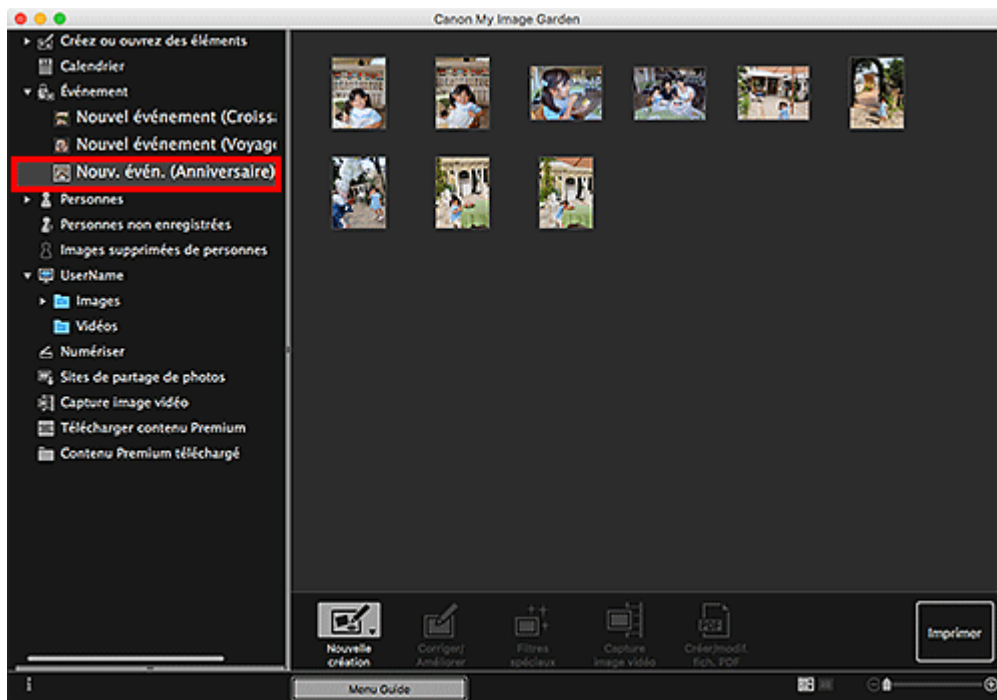 Canon My Image Garden
Créez ou ouvrez des éléments
Calendrier
Événement
Nouvel événement (Croiss
Nouvel événement (Voyage
Nouv. évén. (Anniversaire)
Personnes
Personnes non enregistrées
Images supprimées de personnes
UserName
Images
Vidéos
Numériser
Sites de partage de photos
Capture image vidéo
Télécharger contenu Premium
Contenu Premium téléchargé
Nouvelle
création
Corriger/
Améliorer
Filtres
spéciaux
Capture
image vidéo
Créer/modif.
fich. PDF
Imprimer
Menu Guide